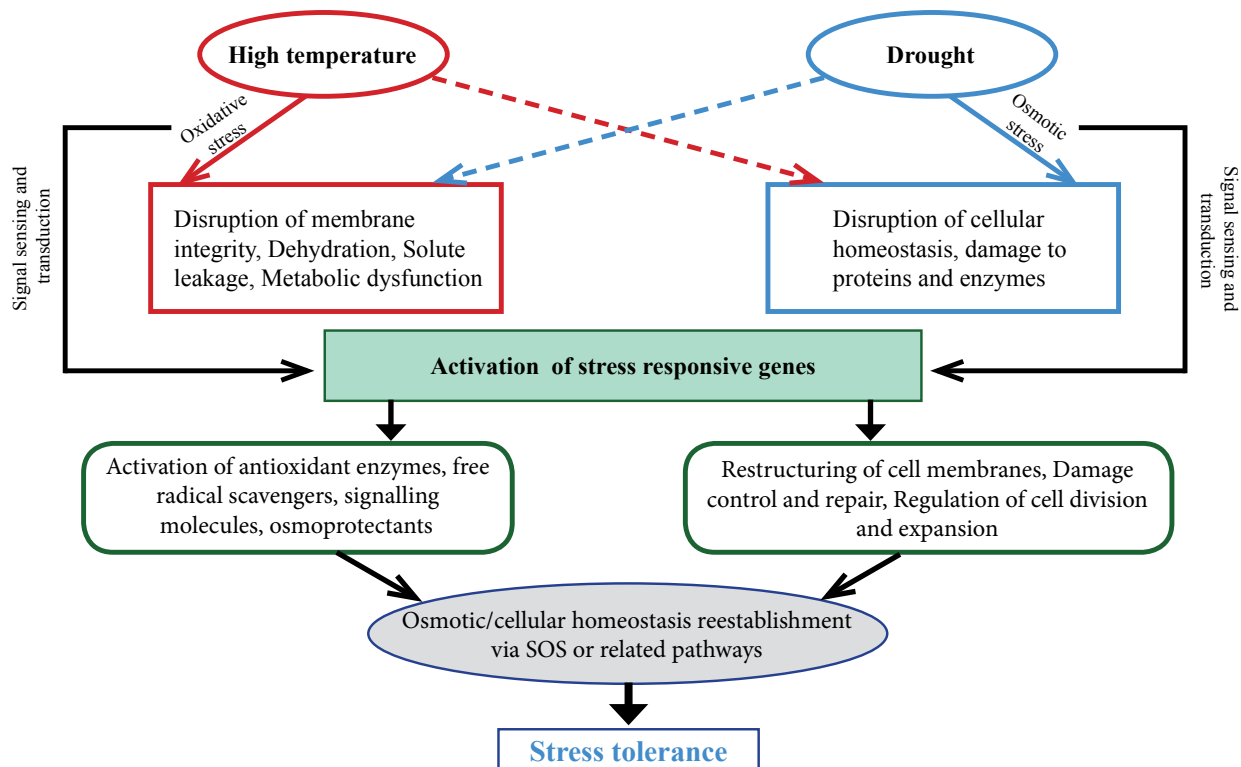 High temperature
Drought
Oxidative
stress
Osmotic
stress
Signal sensing and
transduction
Signal sensing and
transduction
Disruption of membrane
integrity, Dehydration, Solute
leakage, Metabolic dysfunction
Disruption of cellular
homeostasis, damage to
proteins and enzymes
Activation of stress responsive genes
Activation of antioxidant enzymes, free
radical scavengers, signalling
molecules, osmoprotectants
Restructuring of cell membranes, Damage
control and repair, Regulation of cell division
and expansion
Osmotic/cellular homeostasis reestablishment
via SOS or related pathways
Stress tolerance